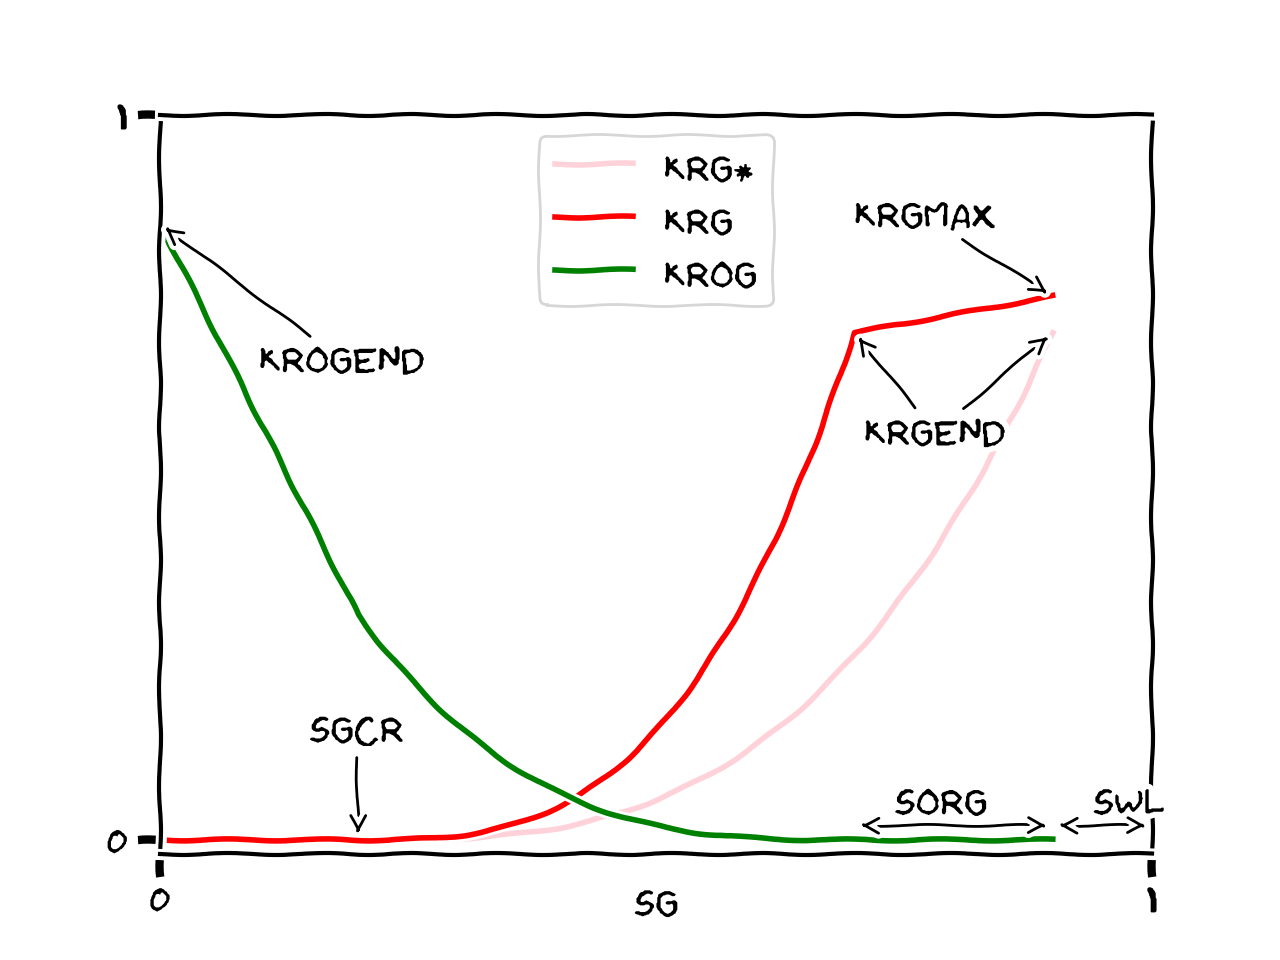 1
KRG*
KRG
KROG
KRGMAX
KROGEND
KRGEND
SGCR
SORG
SWL
0
0
SG
1